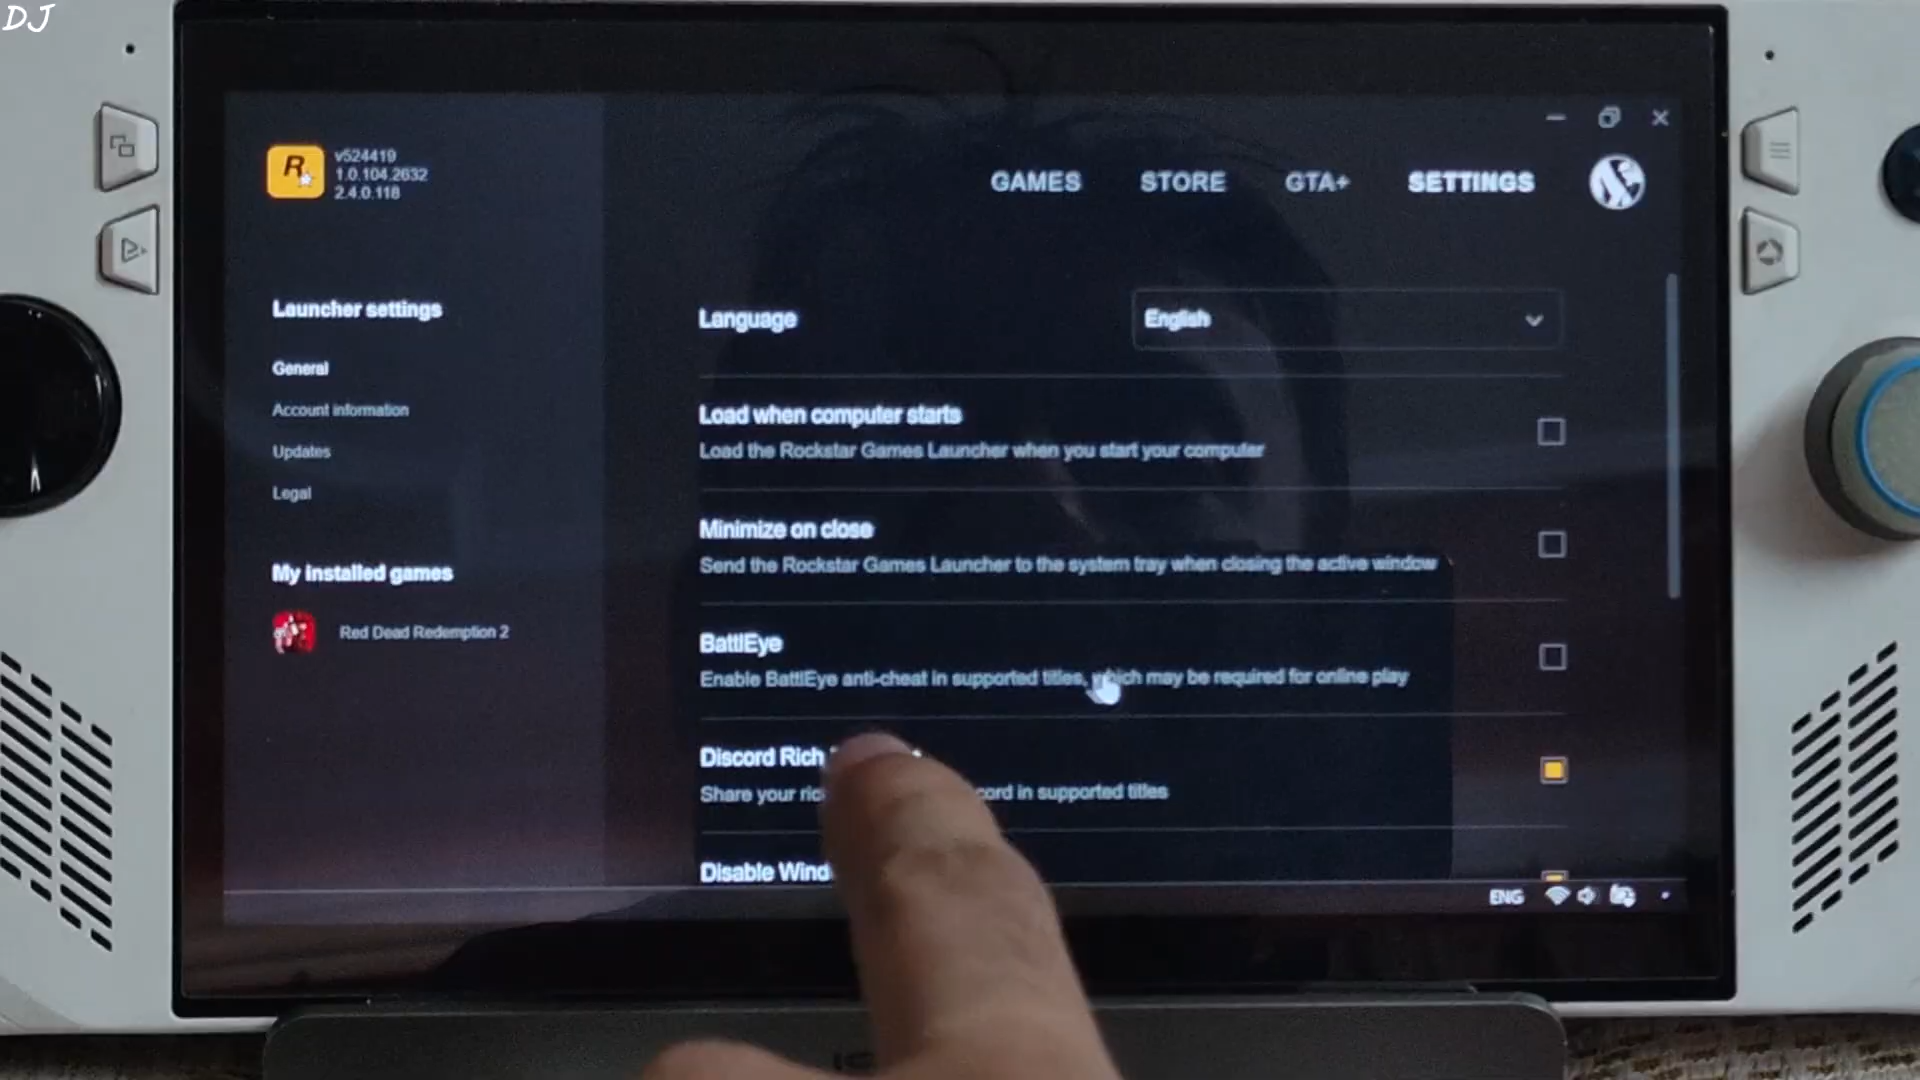 DJ
R
v524419
1.0.104.2632
2.4.0.118
GAMES
STORE
GTA+
SETTINGS
Launcher settings
General
Account information
Updates
Legal
My installed games
Red Dead Redemption 2
Language
English
Load when computer starts
Load the Rockstar Games Launcher when you start your computer
Minimize on close
Send the Rockstar Games Launcher to the system tray when closing the active window
BattlEye
Enable BattlEye anti-cheat in supported titles, which may be required for online play
Discord Rich
Share your in supported titles
Disable
ENG